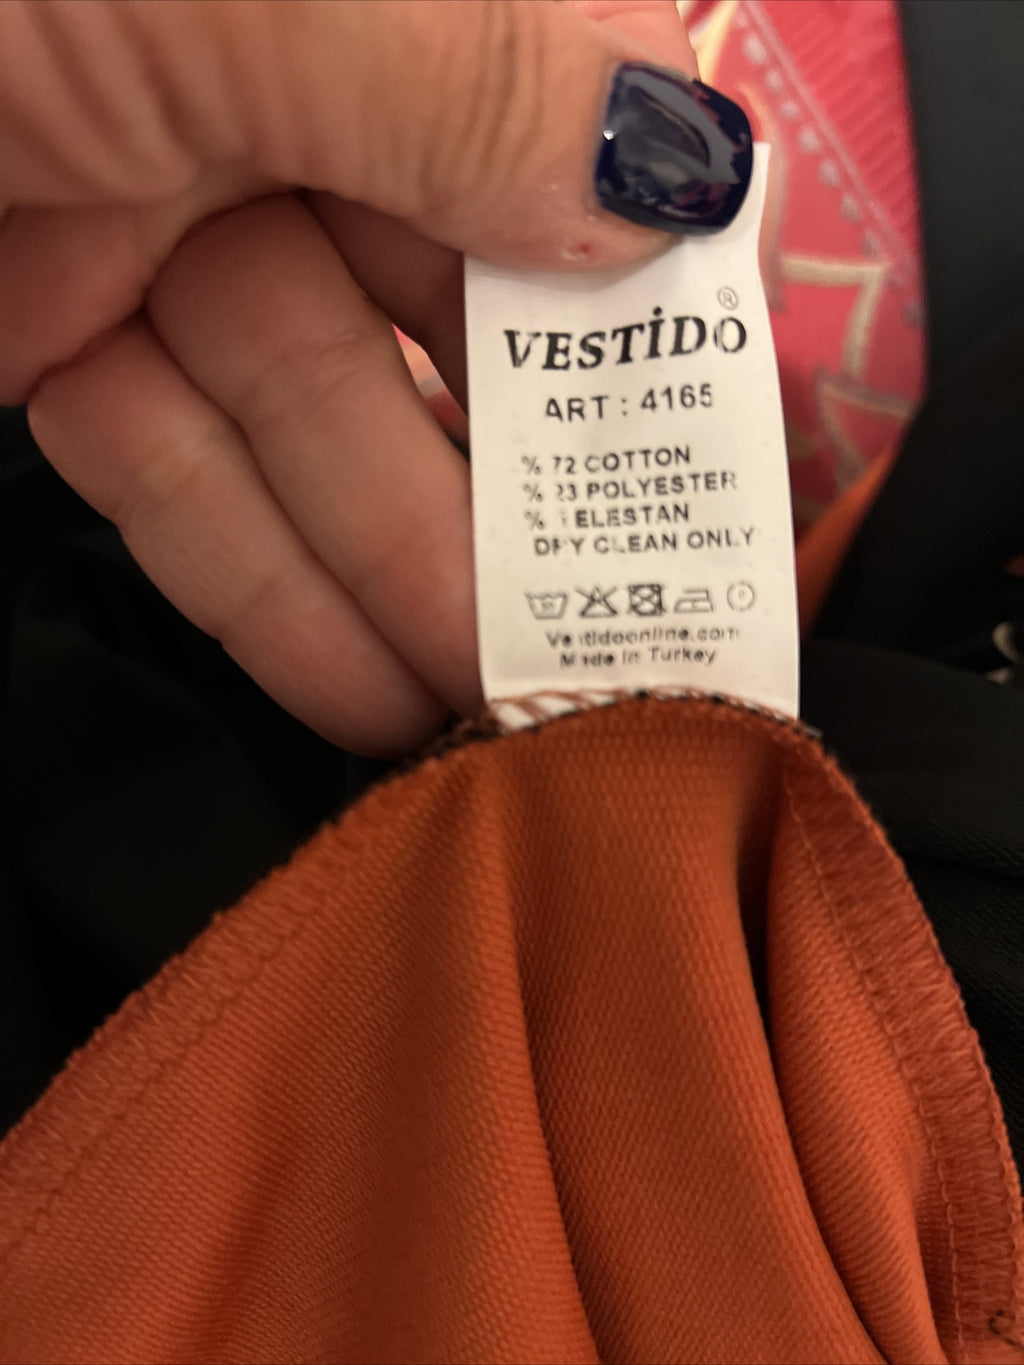 VESTİDO®
ART : 4165
% 72 COTTON
% 23 POLYESTER
% ELESTAN
DRY CLEAN ONLY
Vestidoonline.com
Made in Turkey